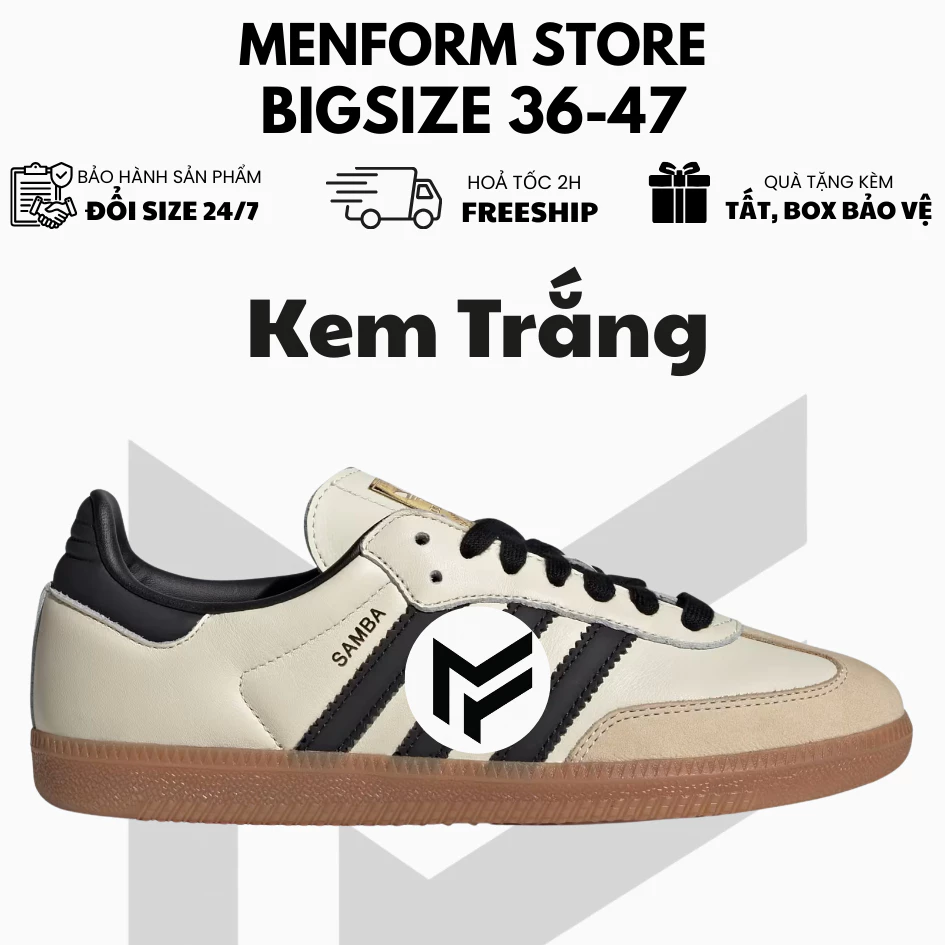 MENFORM STORE
BIGSIZE 36-47
BẢO HÀNH SẢN PHẨM
ĐỔI SIZE 24/7
HOẢ TỐC 2H
FREESHIP
QUÀ TẶNG KÈM
TẤT, BOX BẢO VỆ
Kem Trắng
SAMBA